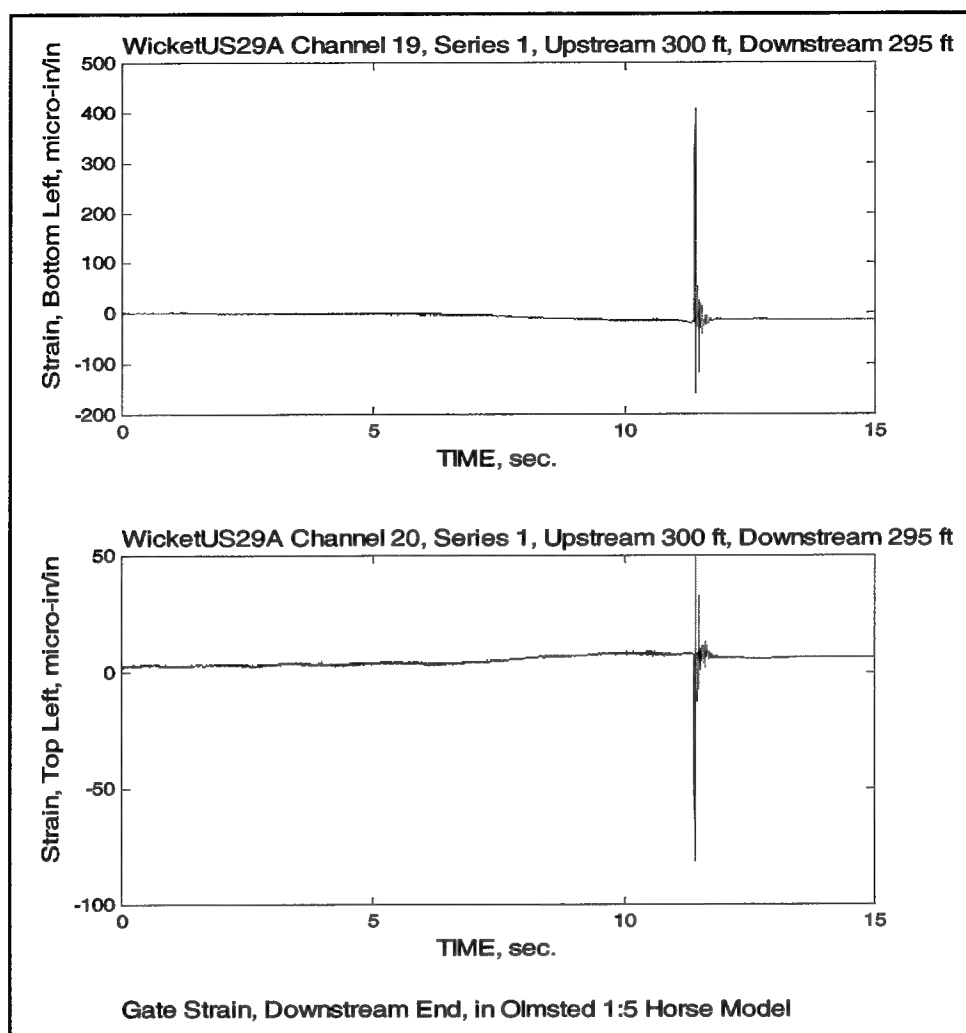 WicketUS29A Channel 19, Series 1, Upstream 300 ft, Downstream 295 ft
500
400
300
200
100
0
-100
-200
Strain, Bottom Left, micro-in/in
0 5 10 15
TIME, sec.
WicketUS29A Channel 20, Series 1, Upstream 300 ft, Downstream 295 ft
50
0
-50
-100
Strain, Top Left, micro-in/in
0 5 10 15
TIME, sec.
Gate Strain, Downstream End, in Olmsted 1:5 Horse Model